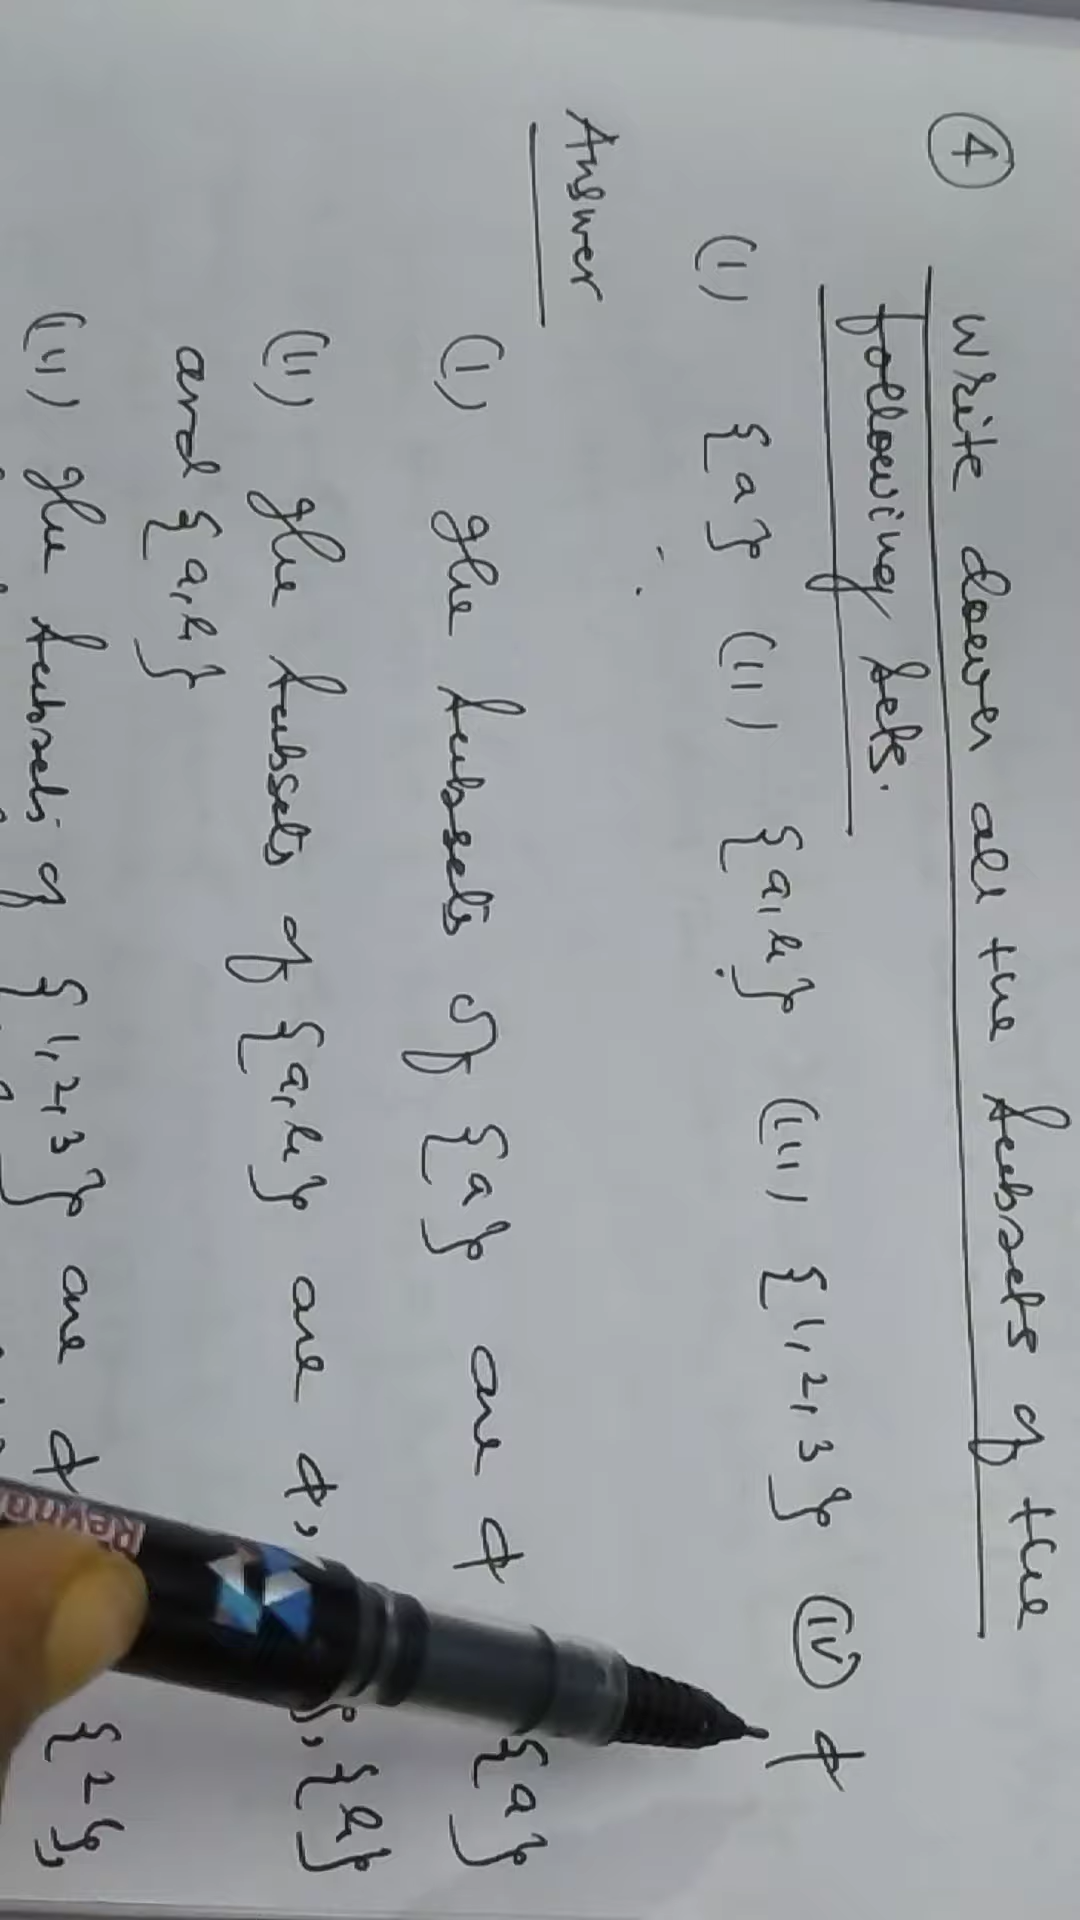 ④ Write down all the subsets of the
following sets.
(i) {a} (ii) {a, b} (iii) {1, 2, 3} (iv) φ
Answer
(i) The subsets of {a} are φ {a}
(ii) The subsets of {a, b} are φ, }, {b}
and {a, b}
(iii) The subsets of {1, 2, 3} are φ {2},
Reyno